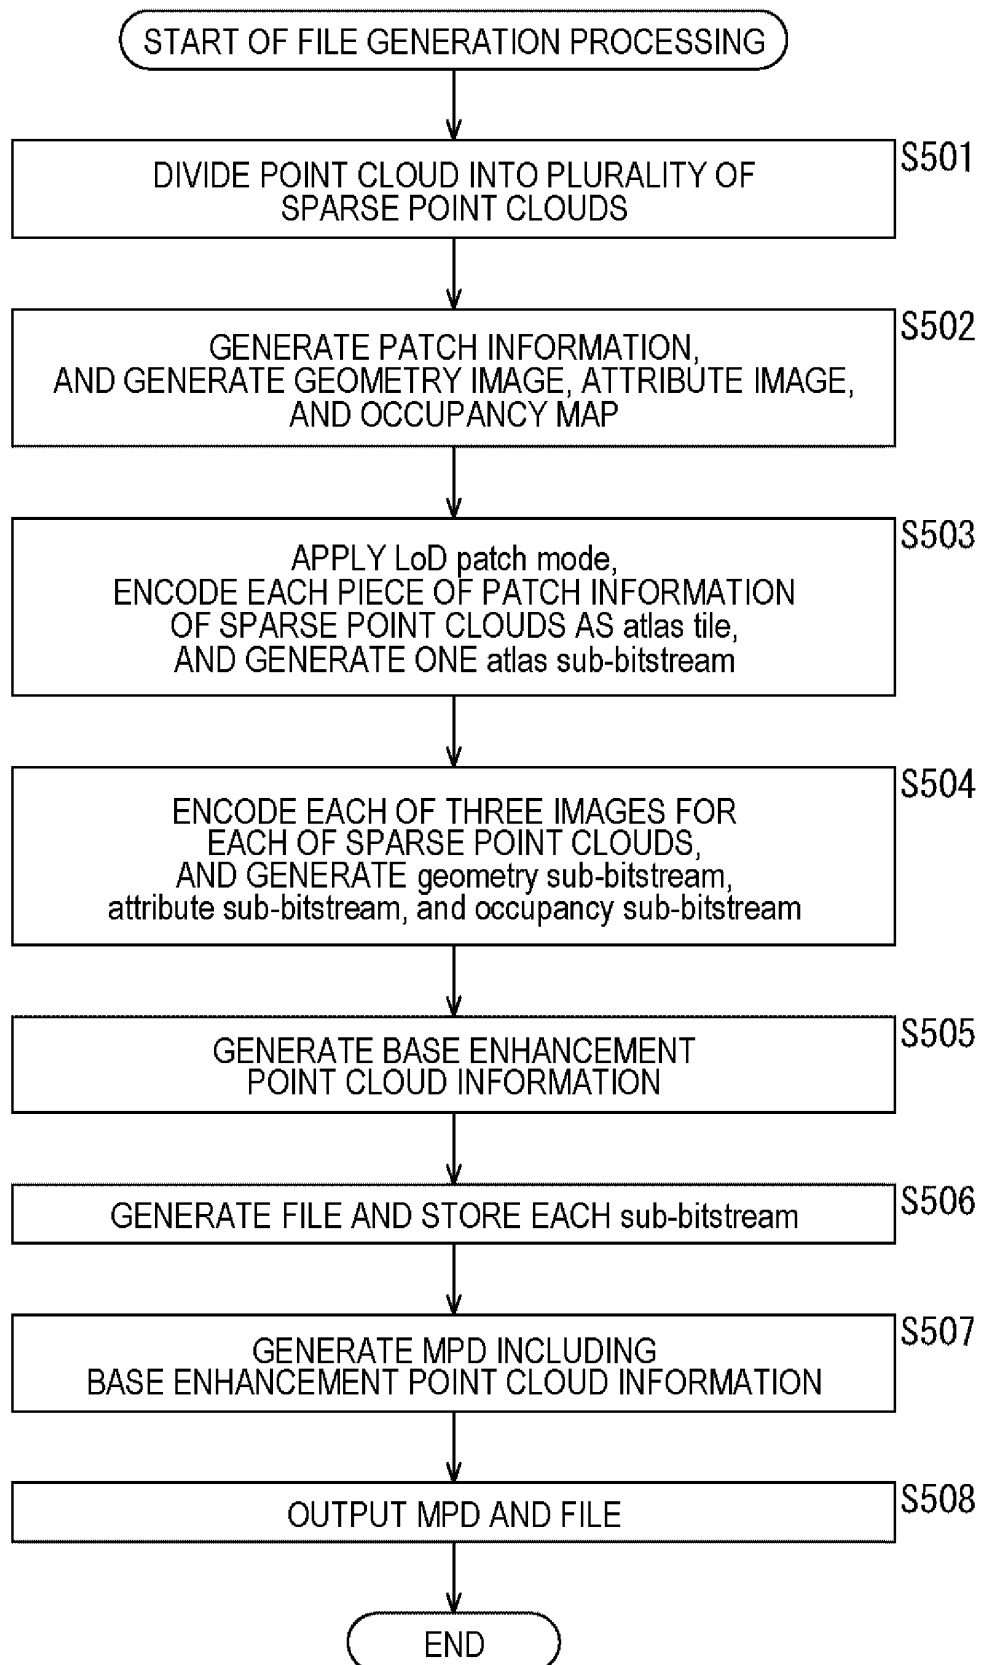 START OF FILE GENERATION PROCESSING
S501
DIVIDE POINT CLOUD INTO PLURALITY OF
SPARSE POINT CLOUDS
S502
GENERATE PATCH INFORMATION,
AND GENERATE GEOMETRY IMAGE, ATTRIBUTE IMAGE,
AND OCCUPANCY MAP
S503
APPLY LoD patch mode,
ENCODE EACH PIECE OF PATCH INFORMATION
OF SPARSE POINT CLOUDS AS atlas tile,
AND GENERATE ONE atlas sub-bitstream
S504
ENCODE EACH OF THREE IMAGES FOR
EACH OF SPARSE POINT CLOUDS,
AND GENERATE geometry sub-bitstream,
attribute sub-bitstream, and occupancy sub-bitstream
S505
GENERATE BASE ENHANCEMENT
POINT CLOUD INFORMATION
S506
GENERATE FILE AND STORE EACH sub-bitstream
S507
GENERATE MPD INCLUDING
BASE ENHANCEMENT POINT CLOUD INFORMATION
S508
OUTPUT MPD AND FILE
END